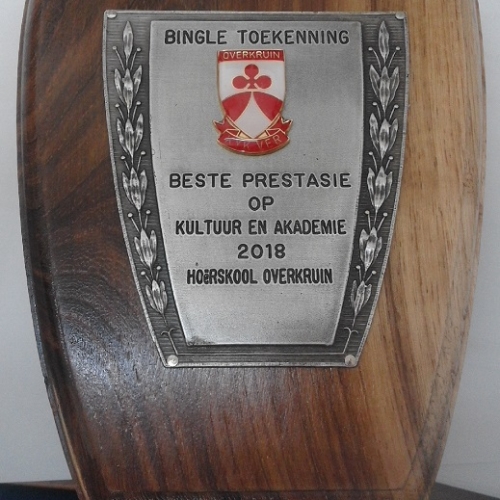 BINGLE TOEKENNING
OVERKRUIN
BESTE PRESTASIE
OP
KULTUUR EN AKADEMIE
2018
HOëRSKOOL OVERKRUIN